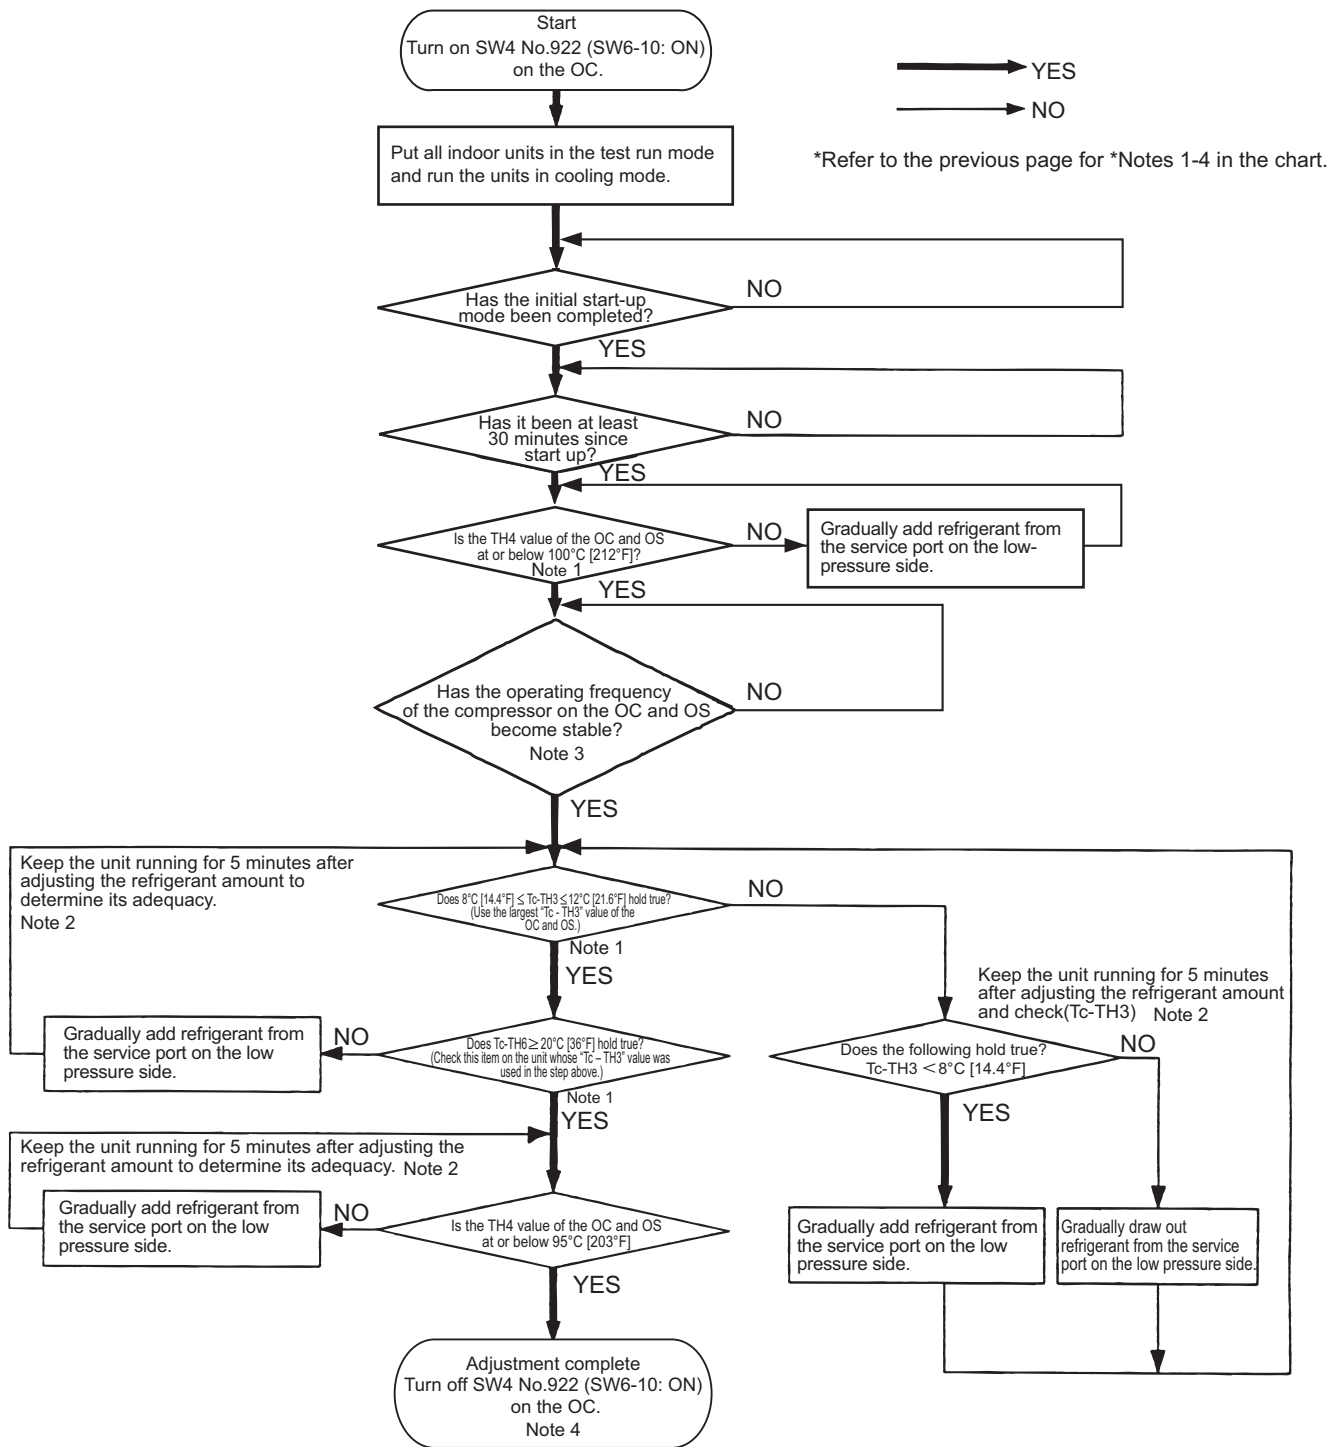 Start
Turn on SW4 No.922 (SW6-10: ON)
on the OC.
YES
NO
*Refer to the previous page for *Notes 1-4 in the chart.
Put all indoor units in the test run mode
and run the units in cooling mode.
Has the initial start-up
mode been completed?
NO
YES
Has it been at least
30 minutes since
start up?
NO
YES
Is the TH4 value of the OC and OS
at or below 100°C [212°F]?
Note 1
NO
Gradually add refrigerant from
the service port on the low-
pressure side.
YES
Has the operating frequency
of the compressor on the OC and OS
become stable?
Note 3
NO
YES
Keep the unit running for 5 minutes after
adjusting the refrigerant amount to
determine its adequacy.
Note 2
Does 8°C [14.4°F] ≤ Tc-TH3 ≤12°C [21.6°F] hold true?
(Use the largest “Tc - TH3” value of the
OC and OS.)
Note 1
NO
YES
Keep the unit running for 5 minutes
after adjusting the refrigerant amount
and check(Tc-TH3) Note 2
Gradually add refrigerant from
the service port on the low
pressure side.
NO
Does Tc-TH6≥ 20°C [36°F] hold true?
(Check this item on the unit whose “Tc – TH3” value was
used in the step above.)
Note 1
YES
Does the following hold true?
Tc-TH3 <8°C [14.4°F]
NO
YES
Keep the unit running for 5 minutes after adjusting the
refrigerant amount to determine its adequacy. Note 2
Gradually add refrigerant from
the service port on the low
pressure side.
NO
Is the TH4 value of the OC and OS
at or below 95°C [203°F]
YES
Gradually add refrigerant from
the service port on the low
pressure side.
Gradually draw out
refrigerant from the service
port on the low pressure side.
Adjustment complete
Turn off SW4 No.922 (SW6-10: ON)
on the OC.
Note 4